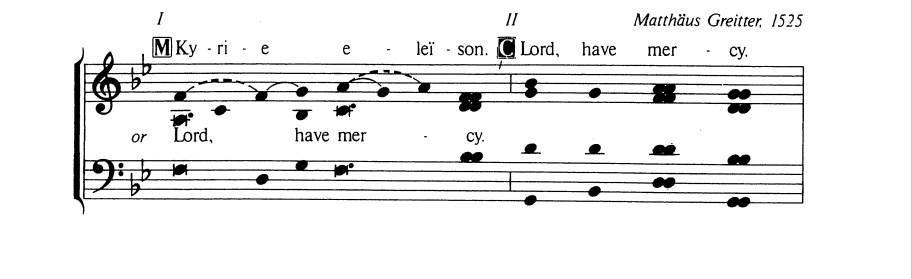 I II Matthäus Greitter, 1525
M Ky - ri - e e - leï - son. C Lord, have mer - cy.
or Lord, have mer - cy.